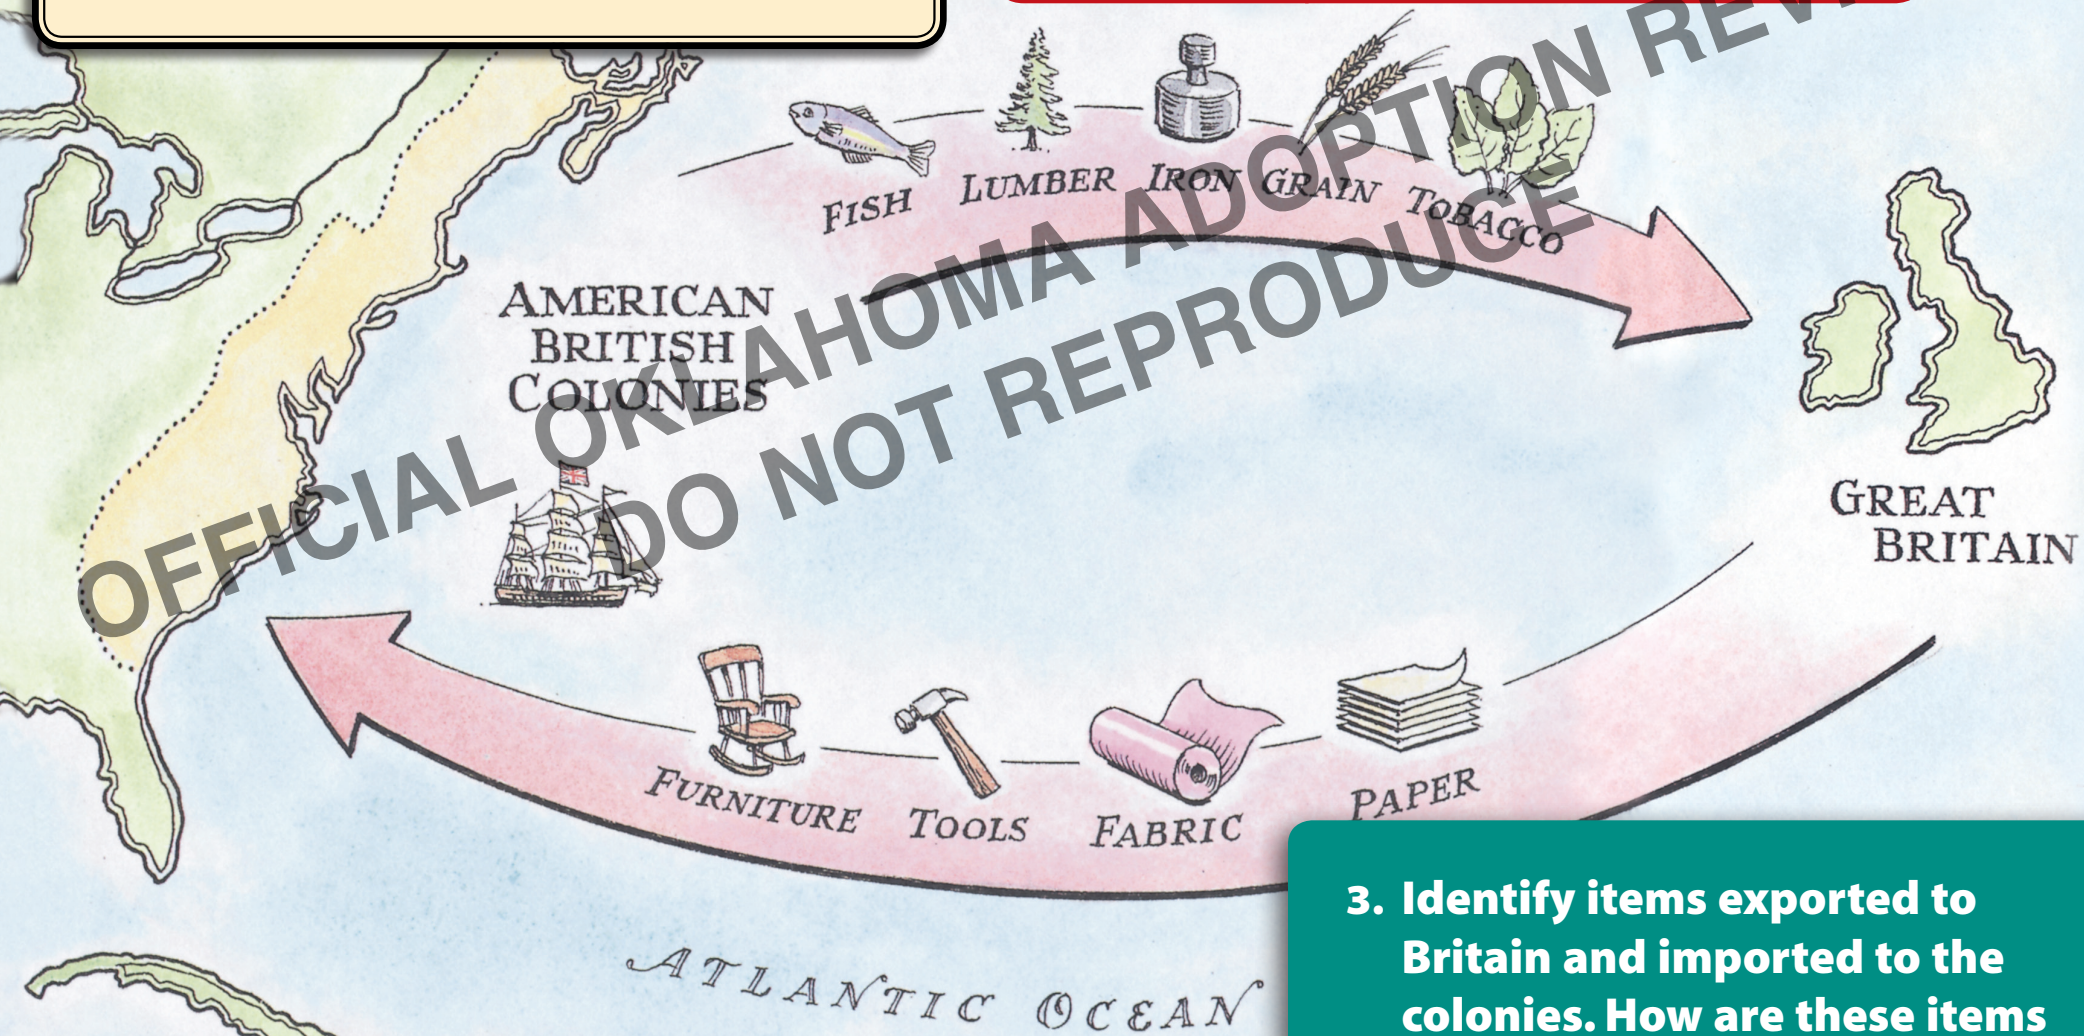 FISH
LUMBER
IRON
GRAIN
TOBACCO
AMERICAN
BRITISH
COLONIES
GREAT
BRITAIN
FURNITURE
TOOLS
FABRIC
PAPER
ATLANTIC OCEAN
OFFICIAL OKLAHOMA ADOPTION
DO NOT REPRODUCE
3. Identify items exported to
Britain and imported to the
colonies. How are these items